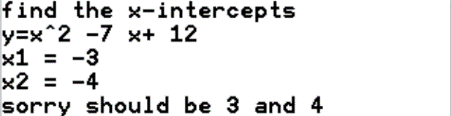 find the x-intercepts
y=x^2 -7 x+ 12
x1 = -3
x2 = -4
sorry should be 3 and 4